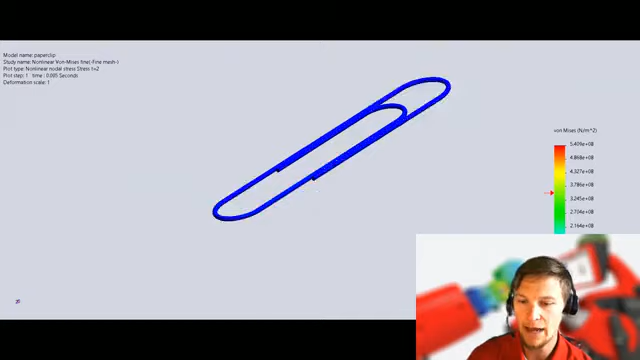 Model name: paperclip
Study name: Nonlinear Von-Mises fine(-Fine mesh-)
Plot type: Nonlinear nodal stress Stress t=2
Plot step: 1 time : 0.005 Seconds
Deformation scale: 1
von Mises (N/m^2)
5.409e+08
4.868e+08
4.327e+08
3.786e+08
3.245e+08
2.704e+08
2.164e+08